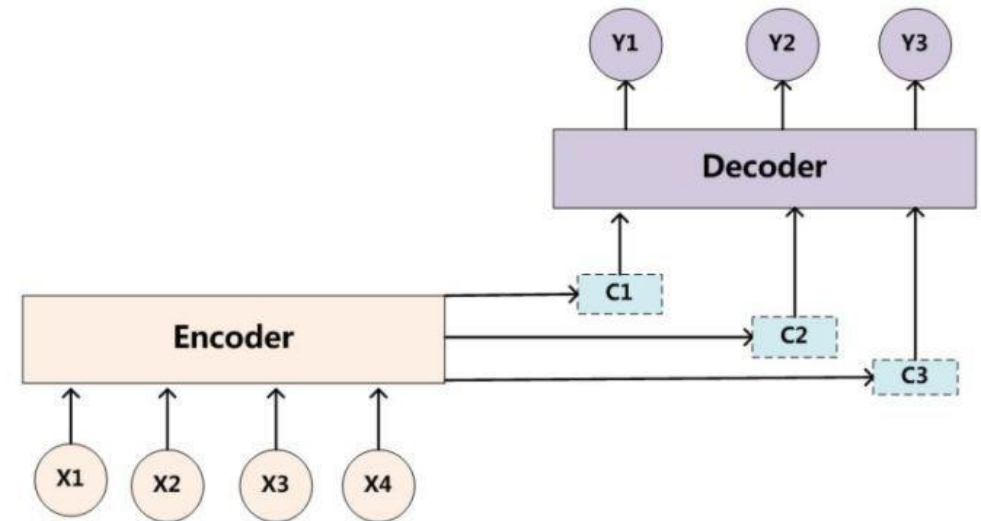 Y1 Y2 Y3
Decoder
C1
Encoder
C2
C3
X1 X2 X3 X4